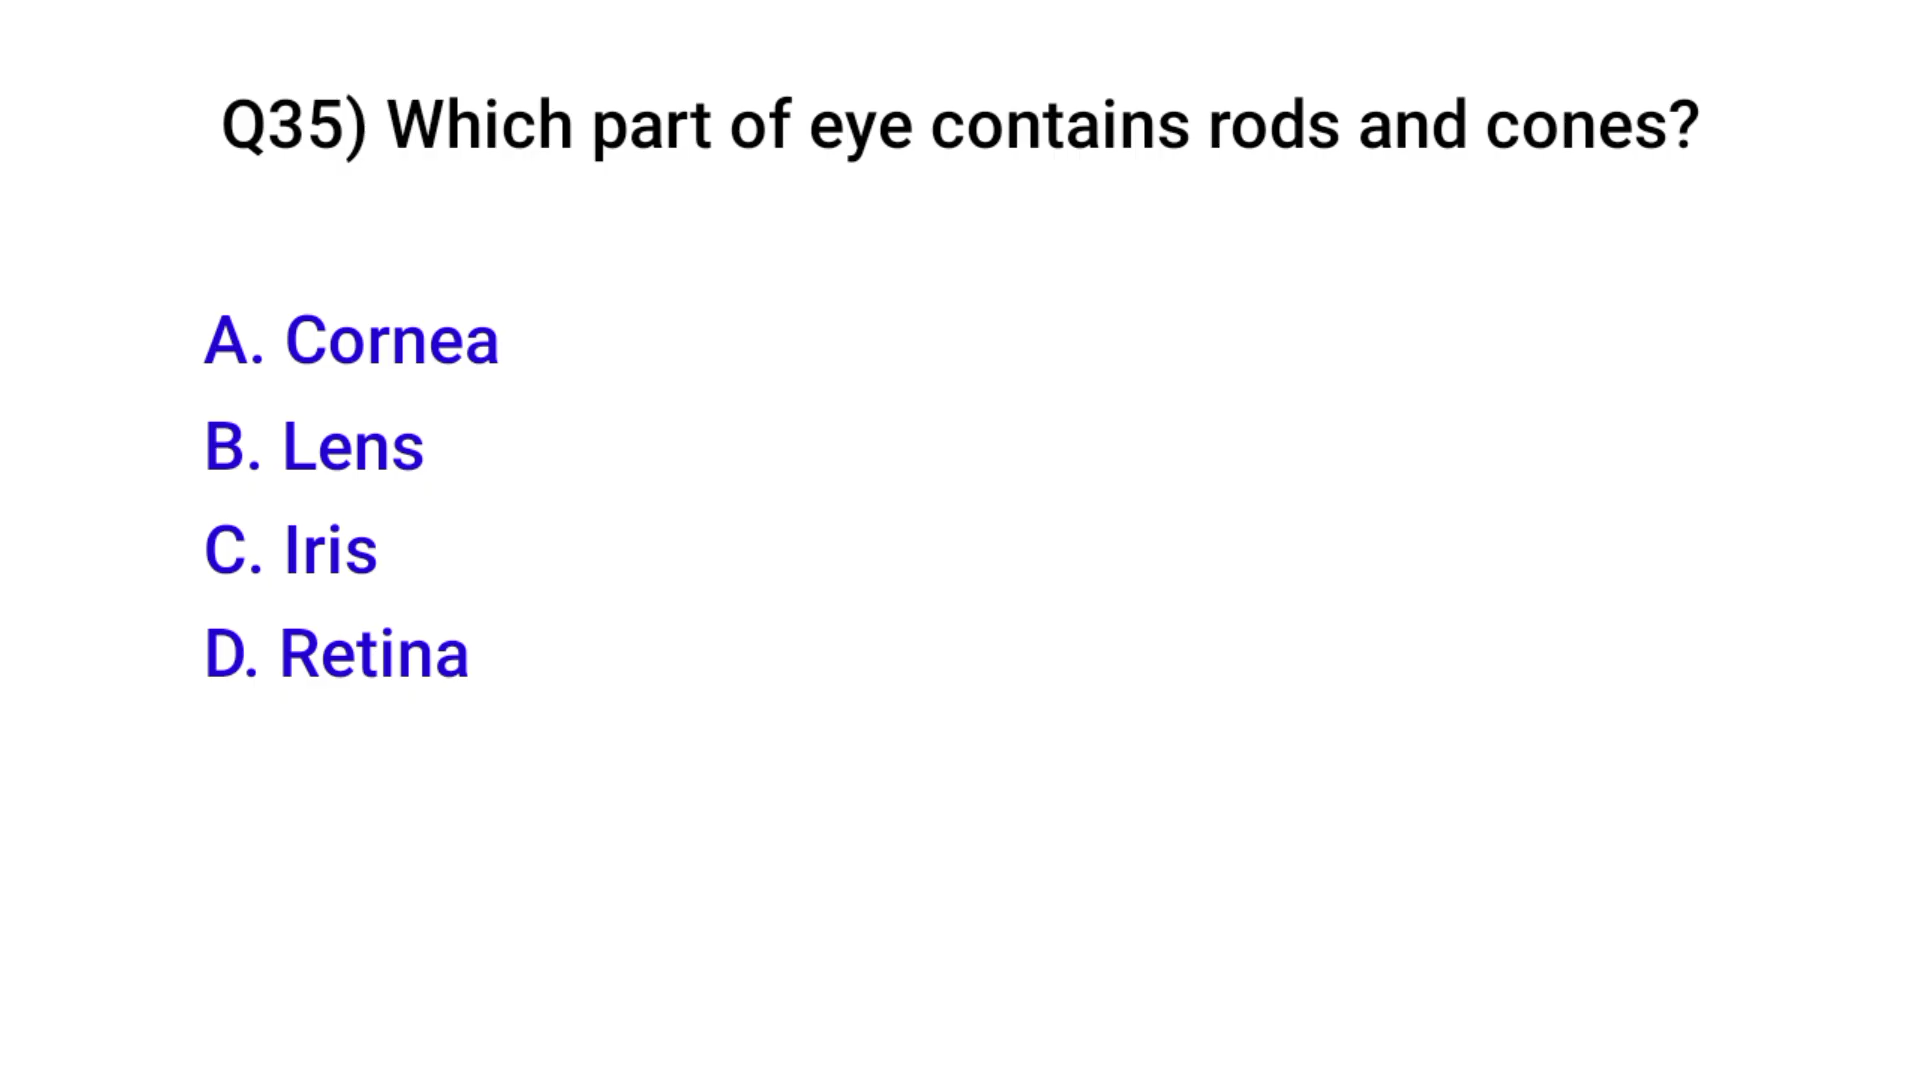 Q35) Which part of eye contains rods and cones?
A. Cornea
B. Lens
C. Iris
D. Retina